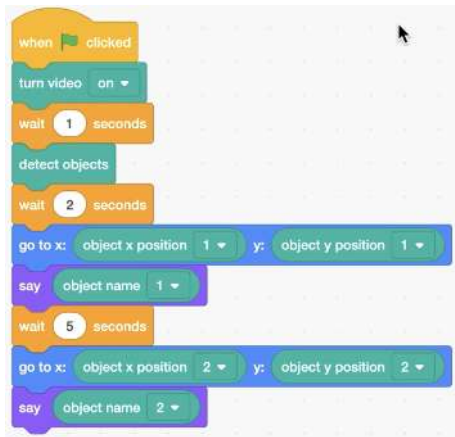 when clicked
turn video on
wait 1 seconds
detect objects
wait 2 seconds
go to x: object x position 1 y: object y position 1
say object name 1
wait 5 seconds
go to x: object x position 2 y: object y position 2
say object name 2